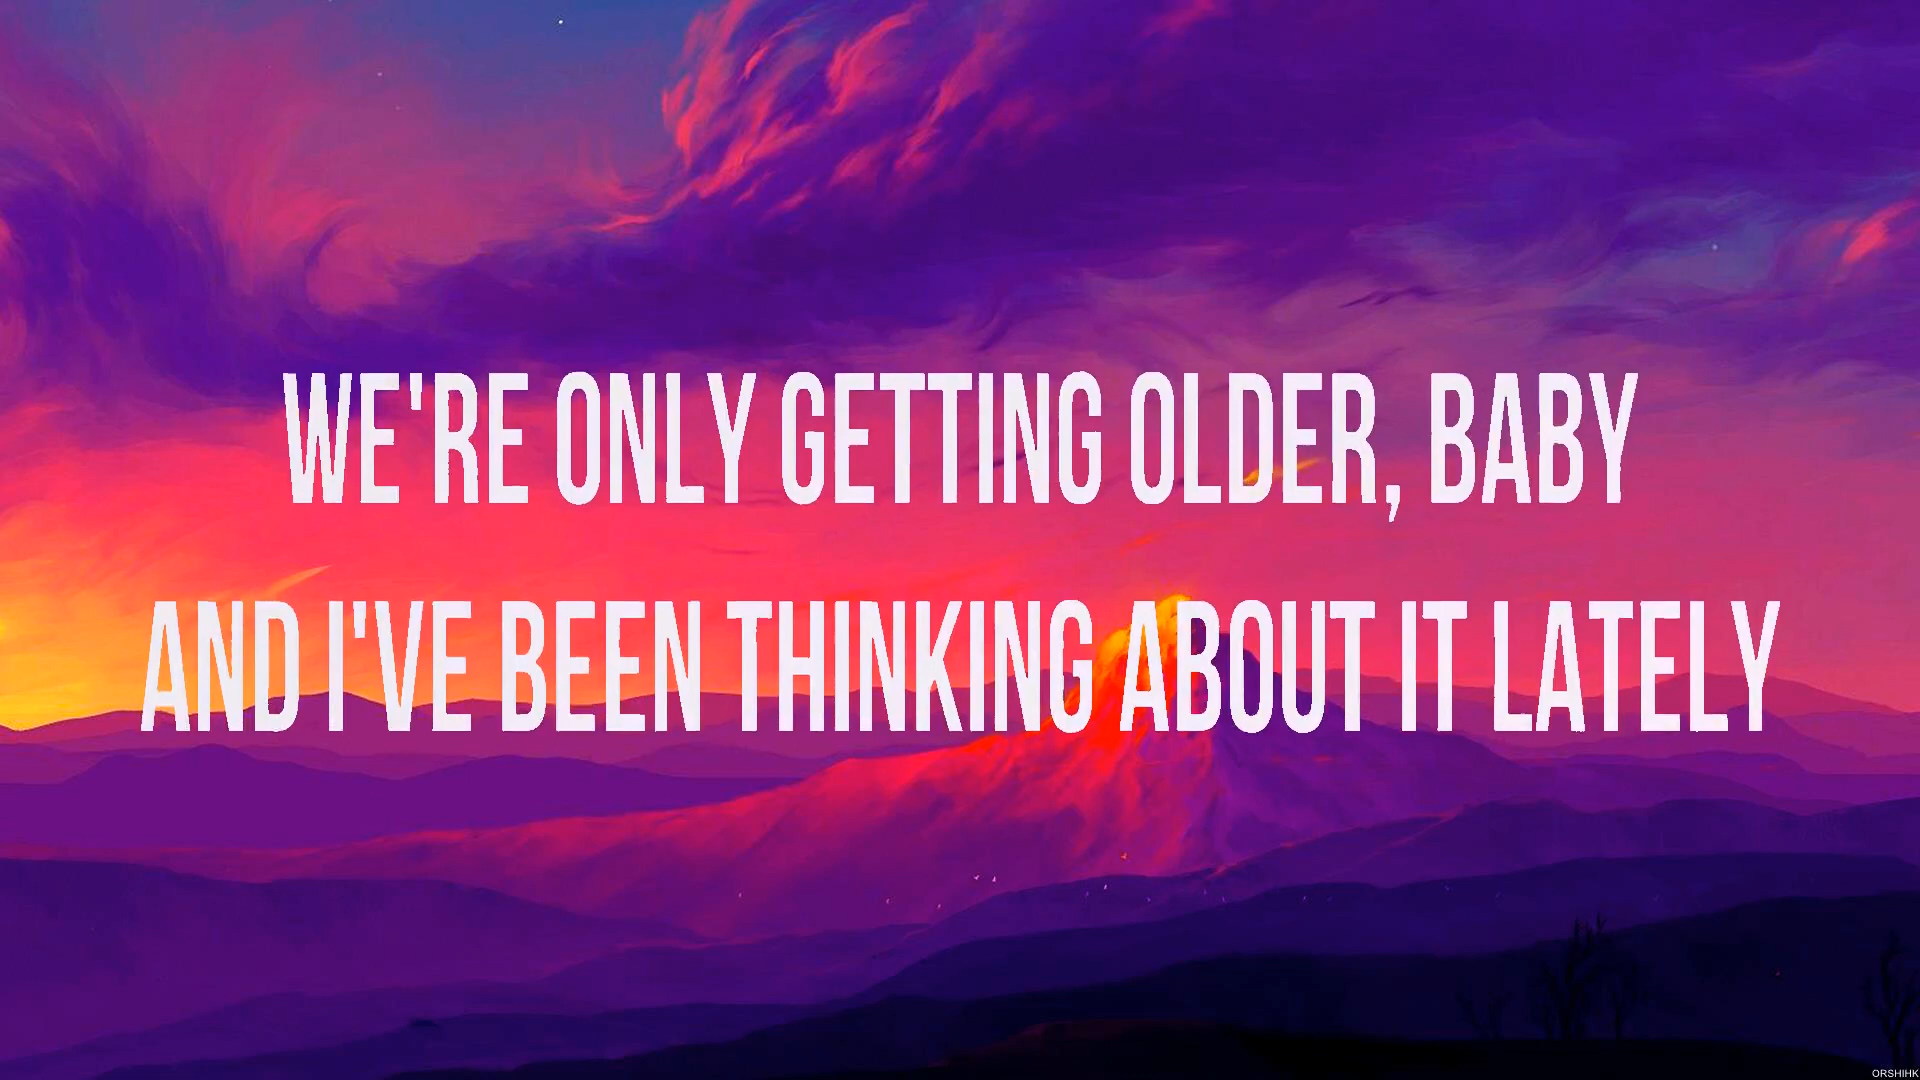 WE'RE ONLY GETTING OLDER, BABY
AND I'VE BEEN THINKING ABOUT IT LATELY
ORSHIHK